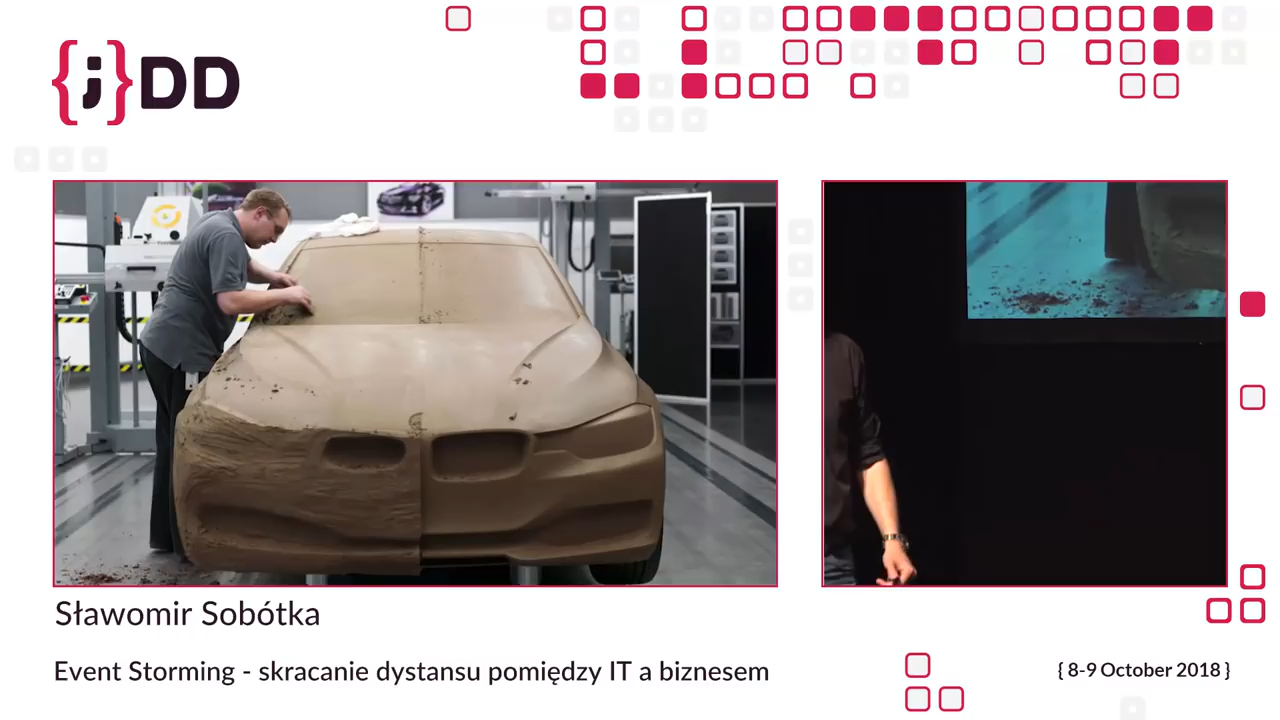 {j}DD
Sławomir Sobótka
Event Storming - skracanie dystansu pomiędzy IT a biznesem
{ 8-9 October 2018 }